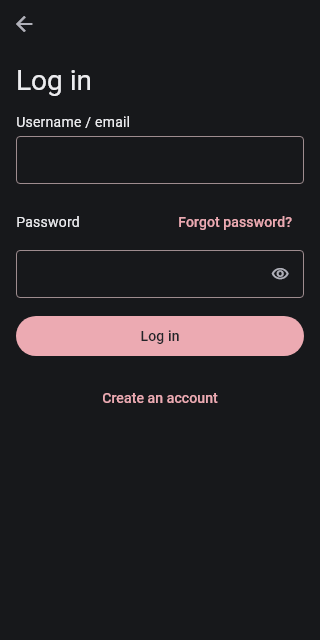 Log in
Username / email
Password
Forgot password?
Log in
Create an account